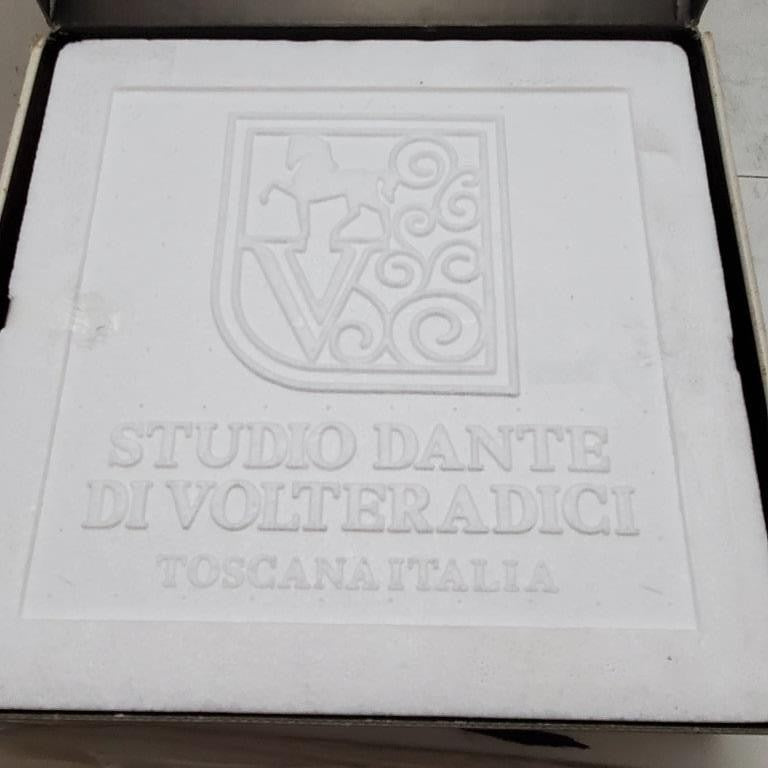 V
STUDIO DANTE
DI VOLTERADICI
TOSCANA ITALIA